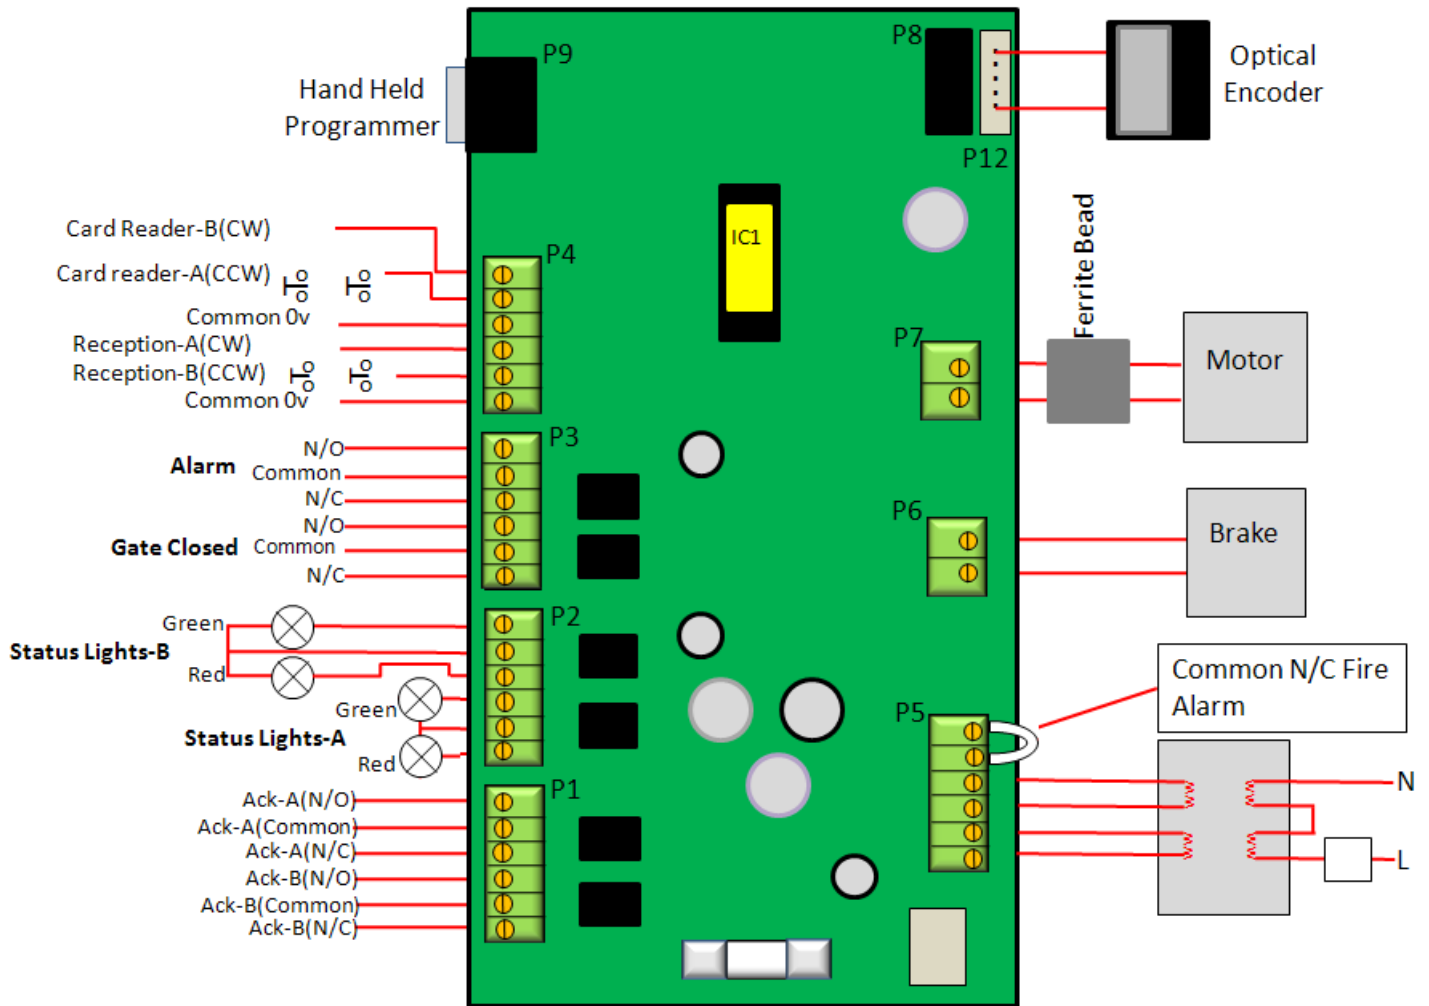 P9
Hand Held
Programmer
P8
Optical
Encoder
P12
Card Reader-B(CW)
IC1
P4
Card reader-A(CCW)
Common 0v
Reception-A(CW)
Reception-B(CCW)
Common 0v
Ferrite Bead
P7
Motor
P3
N/O
Alarm
Common
N/C
N/O
Gate Closed
Common
N/C
P6
Brake
P2
Green
Status Lights-B
Red
Green
Status Lights-A
Red
P5
Common N/C Fire
Alarm
N
L
P1
Ack-A(N/O)
Ack-A(Common)
Ack-A(N/C)
Ack-B(N/O)
Ack-B(Common)
Ack-B(N/C)